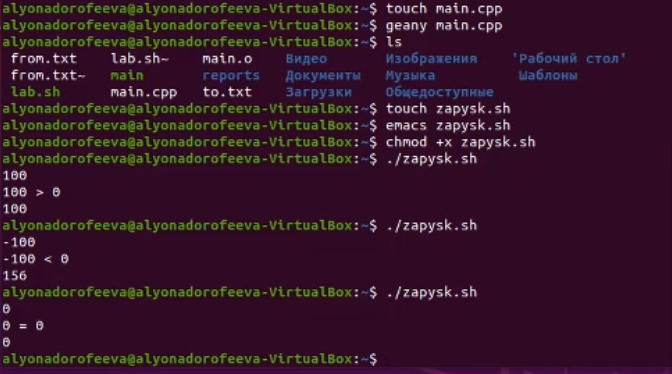 alyonadorofeeva@alyonadorofeeva-VirtualBox:~$ touch main.cpp
alyonadorofeeva@alyonadorofeeva-VirtualBox:~$ geany main.cpp
alyonadorofeeva@alyonadorofeeva-VirtualBox:~$ ls
from.txt lab.sh~ main.o Видео Изображения 'Рабочий стол'
from.txt~ main reports Документы Музыка Шаблоны
lab.sh main.cpp to.txt Загрузки Общедоступные
alyonadorofeeva@alyonadorofeeva-VirtualBox:~$ touch zapysk.sh
alyonadorofeeva@alyonadorofeeva-VirtualBox:~$ emacs zapysk.sh
alyonadorofeeva@alyonadorofeeva-VirtualBox:~$ chmod +x zapysk.sh
alyonadorofeeva@alyonadorofeeva-VirtualBox:~$ ./zapysk.sh
100
100 > 0
100
alyonadorofeeva@alyonadorofeeva-VirtualBox:~$ ./zapysk.sh
-100
-100 < 0
156
alyonadorofeeva@alyonadorofeeva-VirtualBox:~$ ./zapysk.sh
0
0 = 0
0
alyonadorofeeva@alyonadorofeeva-VirtualBox:~$